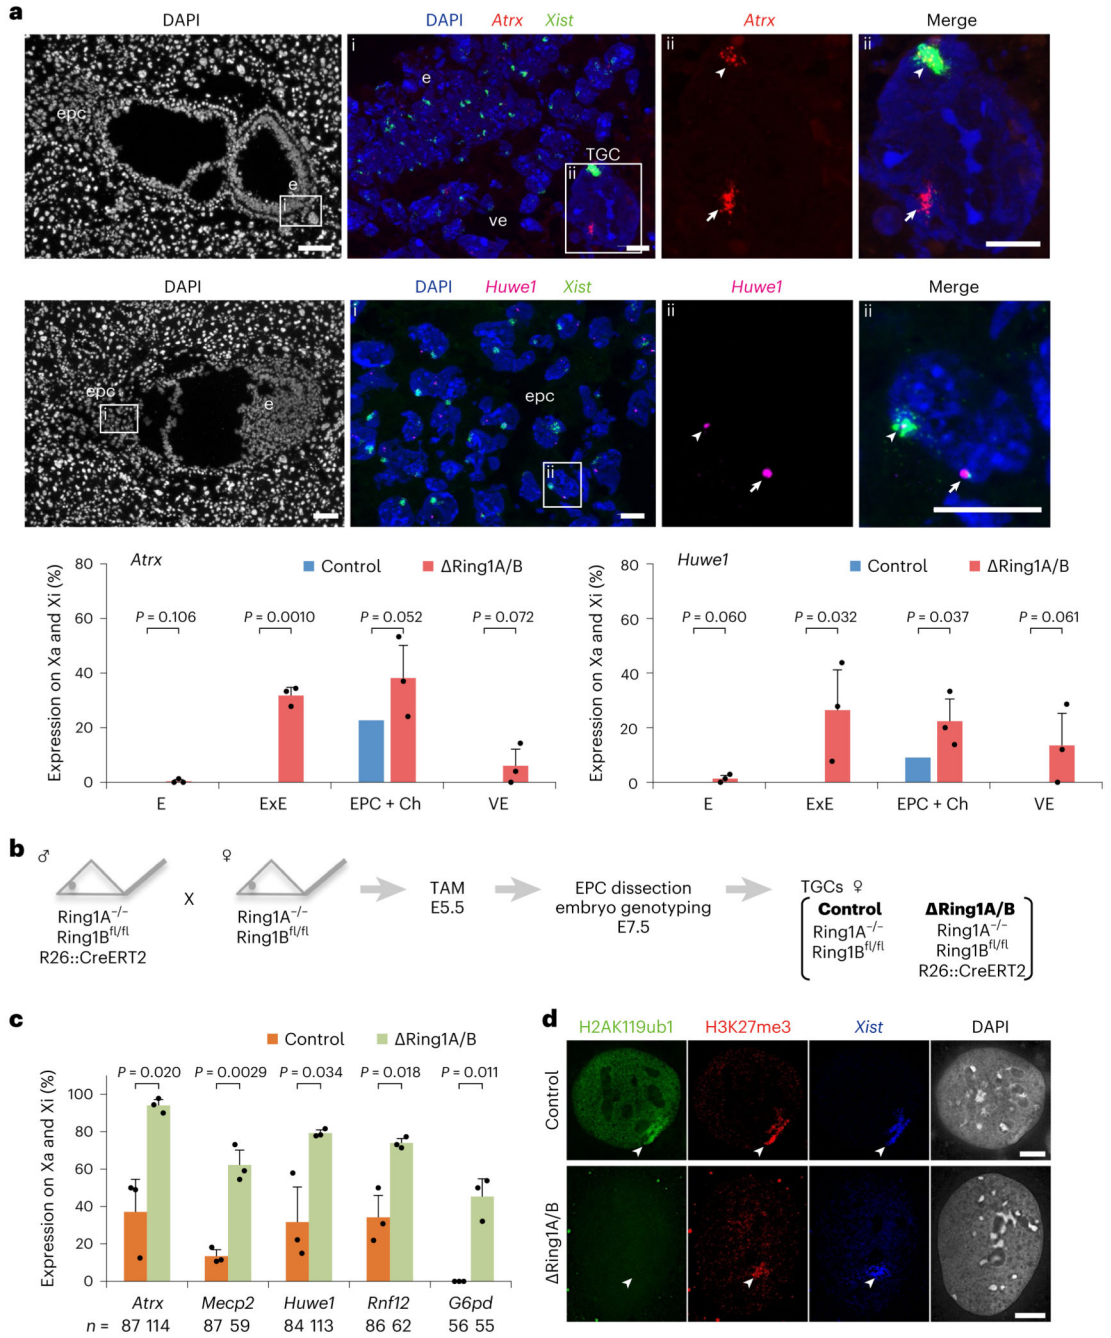 a
DAPI
DAPI Atrx Xist
Atrx
Merge
epc
e
i
i
e
TGC
ii
ve
ii
ii
DAPI
DAPI Huwe1 Xist
Huwe1
Merge
epc
i
e
i
epc
ii
ii
ii
Atrx
Control
ΔRing1A/B
Expression on Xa and Xi (%)
80
60
40
20
0
P = 0.106
P = 0.0010
P = 0.052
P = 0.072
E
ExE
EPC + Ch
VE
Huwe1
Control
ΔRing1A/B
Expression on Xa and Xi (%)
80
60
40
20
0
P = 0.060
P = 0.032
P = 0.037
P = 0.061
E
ExE
EPC + Ch
VE
b
♂
Ring1A−/−
Ring1Bfl/fl
R26::CreERT2
X
♀
Ring1A−/−
Ring1Bfl/fl
TAM
E5.5
EPC dissection
embryo genotyping
E7.5
TGCs ♀
Control
Ring1A−/−
Ring1Bfl/fl
ΔRing1A/B
Ring1A−/−
Ring1Bfl/fl
R26::CreERT2
c
Control
ΔRing1A/B
Expression on Xa and Xi (%)
100
80
60
40
20
0
P = 0.020
P = 0.0029
P = 0.034
P = 0.018
P = 0.011
Atrx
Mecp2
Huwe1
Rnf12
G6pd
n = 87 114 87 59 84 113 86 62 56 55
d
H2AK119ub1
H3K27me3
Xist
DAPI
Control
ΔRing1A/B